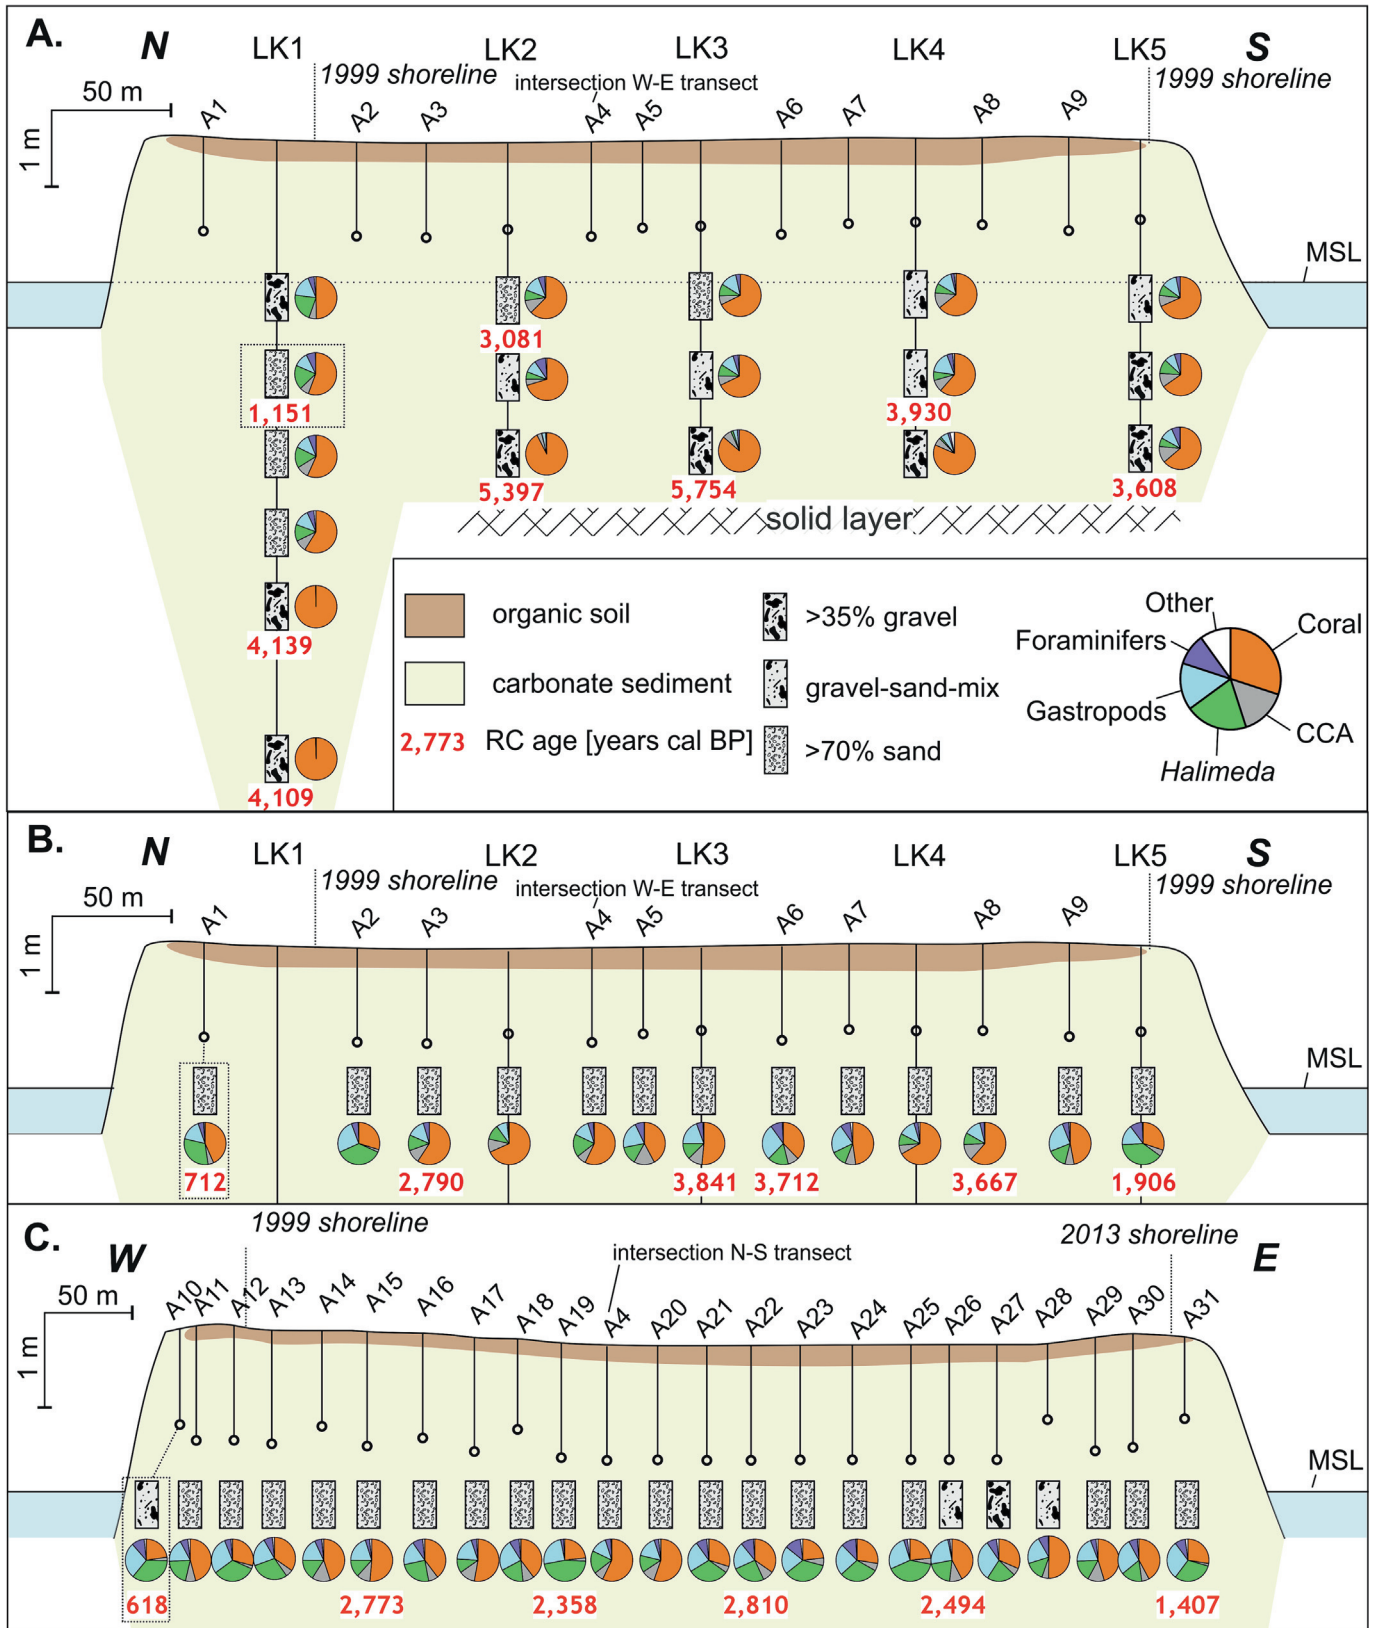 A.
N
LK1
LK2
LK3
LK4
LK5
S
1999 shoreline
intersection W-E transect
1999 shoreline
50 m
1 m
A1
A2
A3
A4
A5
A6
A7
A8
A9
MSL
3,081
1,151
3,930
5,397
5,754
3,608
solid layer
4,139
4,109
organic soil
carbonate sediment
2,773 RC age [years cal BP]
>35% gravel
gravel-sand-mix
>70% sand
Other
Coral
Foraminifers
Gastropods
CCA
Halimeda
B.
N
LK1
LK2
LK3
LK4
LK5
S
1999 shoreline
intersection W-E transect
1999 shoreline
50 m
1 m
A1
A2
A3
A4
A5
A6
A7
A8
A9
MSL
712
2,790
3,841
3,712
3,667
1,906
C.
W
1999 shoreline
intersection N-S transect
2013 shoreline
E
50 m
1 m
A10
A11
A12
A13
A14
A15
A16
A17
A18
A19
A4
A20
A21
A22
A23
A24
A25
A26
A27
A28
A29
A30
A31
MSL
618
2,773
2,358
2,810
2,494
1,407